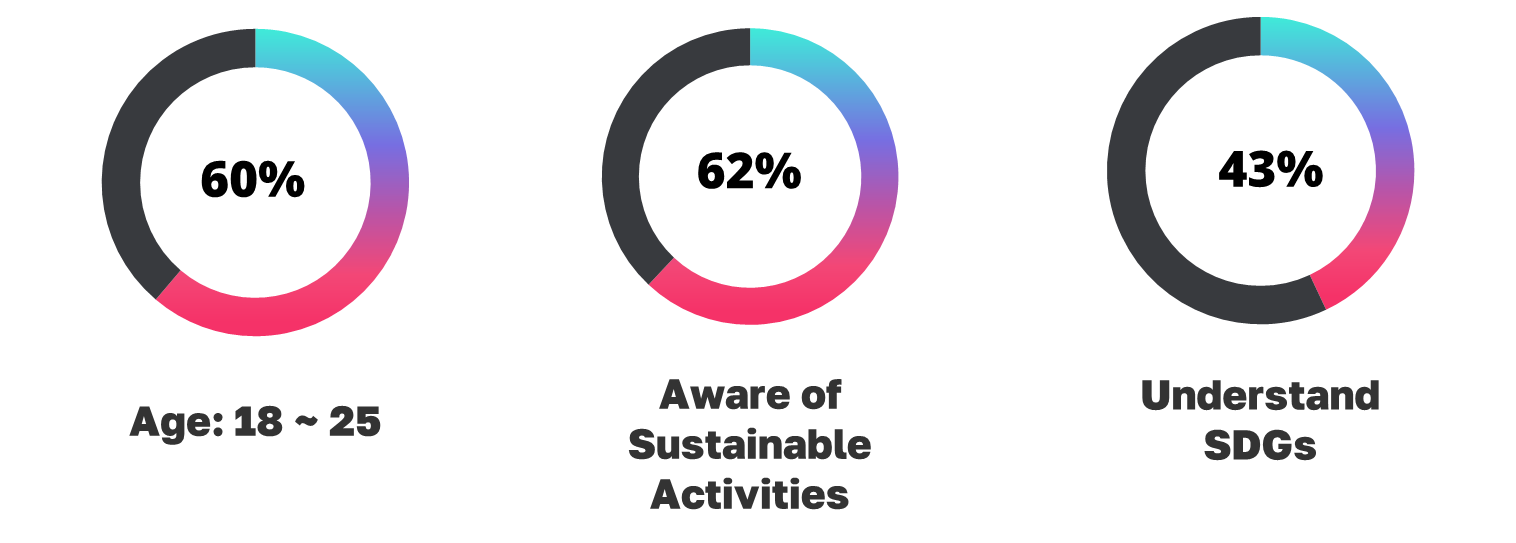 60%
Age: 18 ~ 25
62%
Aware of
Sustainable
Activities
43%
Understand
SDGs